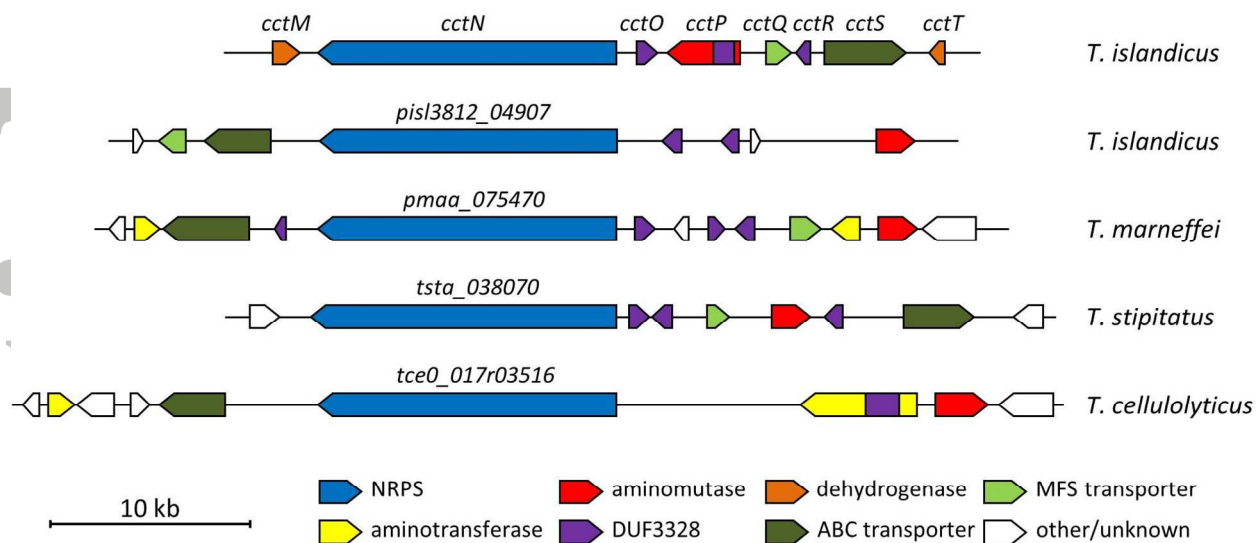 cctM cctN cctO cctP cctQ cctR cctS cctT
T. islandicus
pisl3812_04907
T. islandicus
pmaa_075470
T. marneffei
tsta_038070
T. stipitatus
tce0_017r03516
T. cellulolyticus
NRPS aminomutase dehydrogenase MFS transporter
10 kb
aminotransferase DUF3328 ABC transporter other/unknown